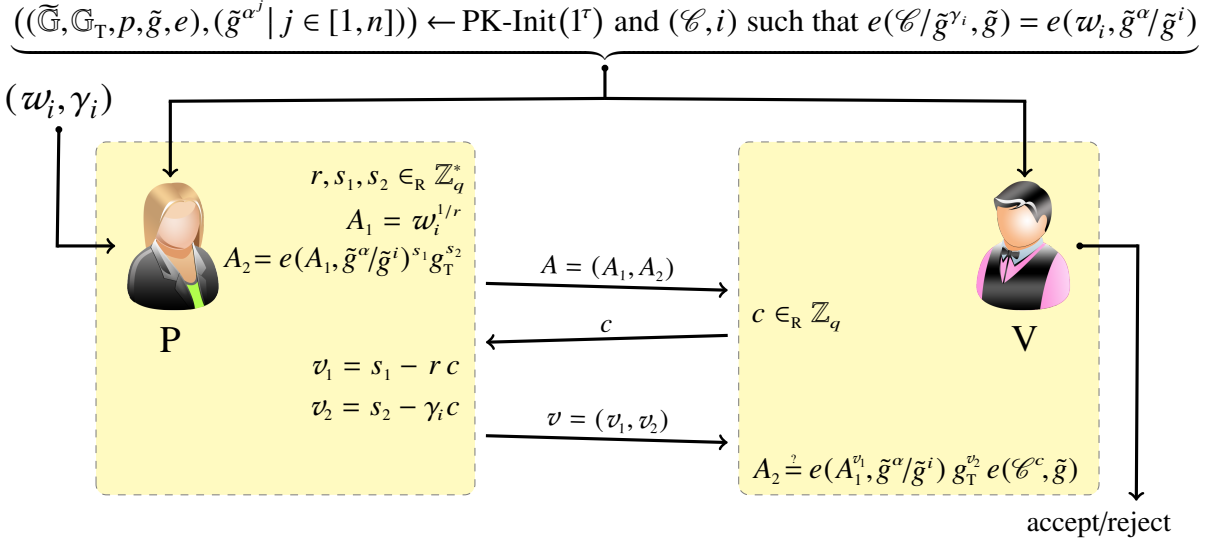 ((𝔾̃, 𝔾_T, p, g̃, e), (g̃^{α^j} | j ∈ [1, n])) ← PK-Init(1^τ) and (𝒞, i) such that e(𝒞/g̃^{γ_i}, g̃) = e(w_i, g̃^α/g̃^i)
(w_i, γ_i)
r, s_1, s_2 ∈_R ℤ_q^*
A_1 = w_i^{1/r}
A_2 = e(A_1, g̃^α/g̃^i)^{s_1} g_T^{s_2}
P
v_1 = s_1 − r c
v_2 = s_2 − γ_i c
A = (A_1, A_2)
c
v = (v_1, v_2)
V
c ∈_R ℤ_q
A_2 ≟ e(A_1^{v_1}, g̃^α/g̃^i) g_T^{v_2} e(𝒞^c, g̃)
accept/reject